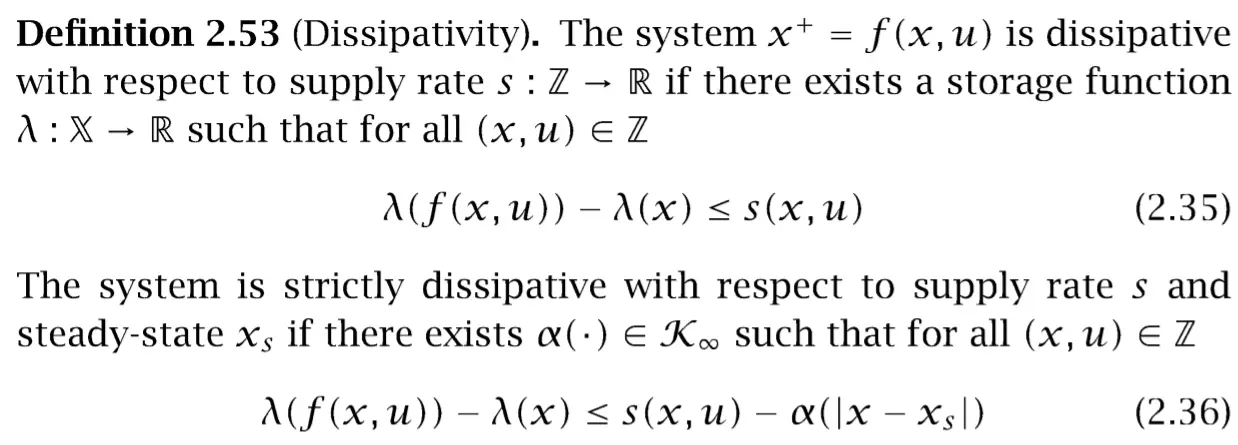 Definition 2.53 (Dissipativity). The system x⁺ = f(x, u) is dissipative
with respect to supply rate s : ℤ → ℝ if there exists a storage function
λ : 𝕏 → ℝ such that for all (x, u) ∈ ℤ
λ(f(x, u)) − λ(x) ≤ s(x, u) (2.35)
The system is strictly dissipative with respect to supply rate s and
steady-state xₛ if there exists α(·) ∈ 𝒦∞ such that for all (x, u) ∈ ℤ
λ(f(x, u)) − λ(x) ≤ s(x, u) − α(|x − xₛ|) (2.36)